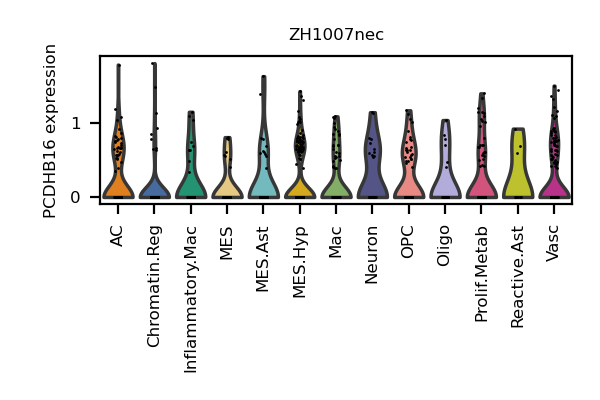 ZH1007nec
PCDHB16 expression
1
0
AC
Chromatin.Reg
Inflammatory.Mac
MES
MES.Ast
MES.Hyp
Mac
Neuron
OPC
Oligo
Prolif.Metab
Reactive.Ast
Vasc